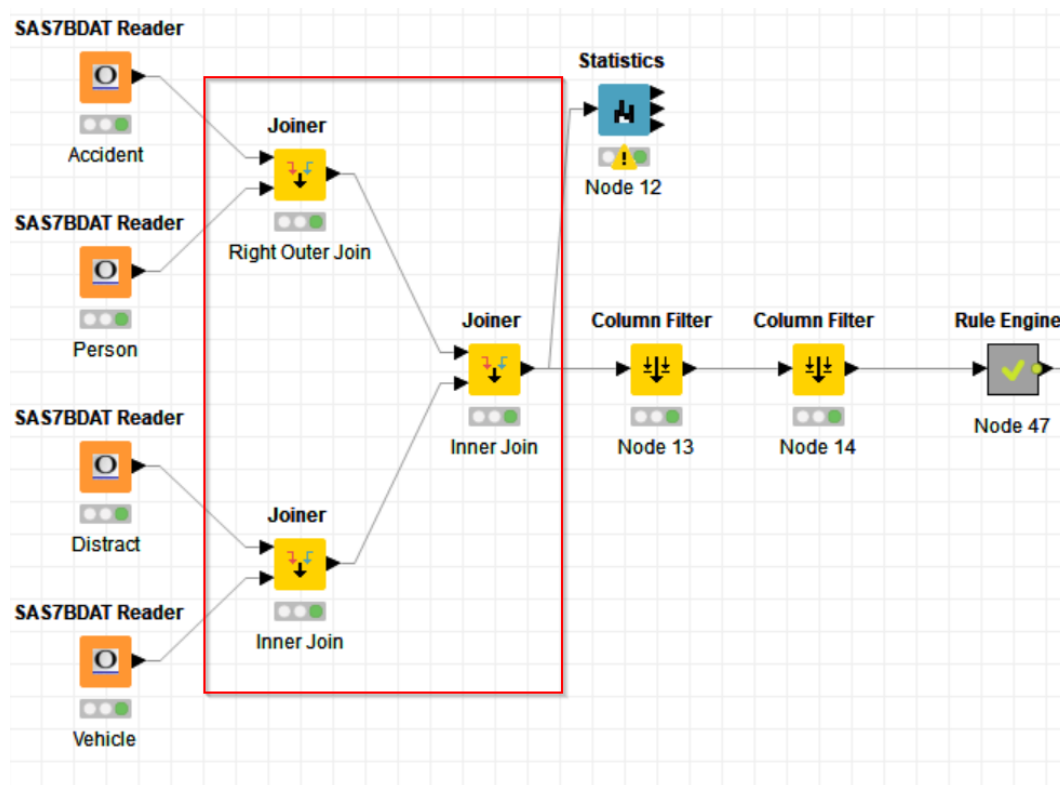 SAS7BDAT Reader
Accident
SAS7BDAT Reader
Person
SAS7BDAT Reader
Distract
SAS7BDAT Reader
Vehicle
Joiner
Right Outer Join
Joiner
Inner Join
Joiner
Inner Join
Statistics
Node 12
Column Filter
Node 13
Column Filter
Node 14
Rule Engine
Node 47